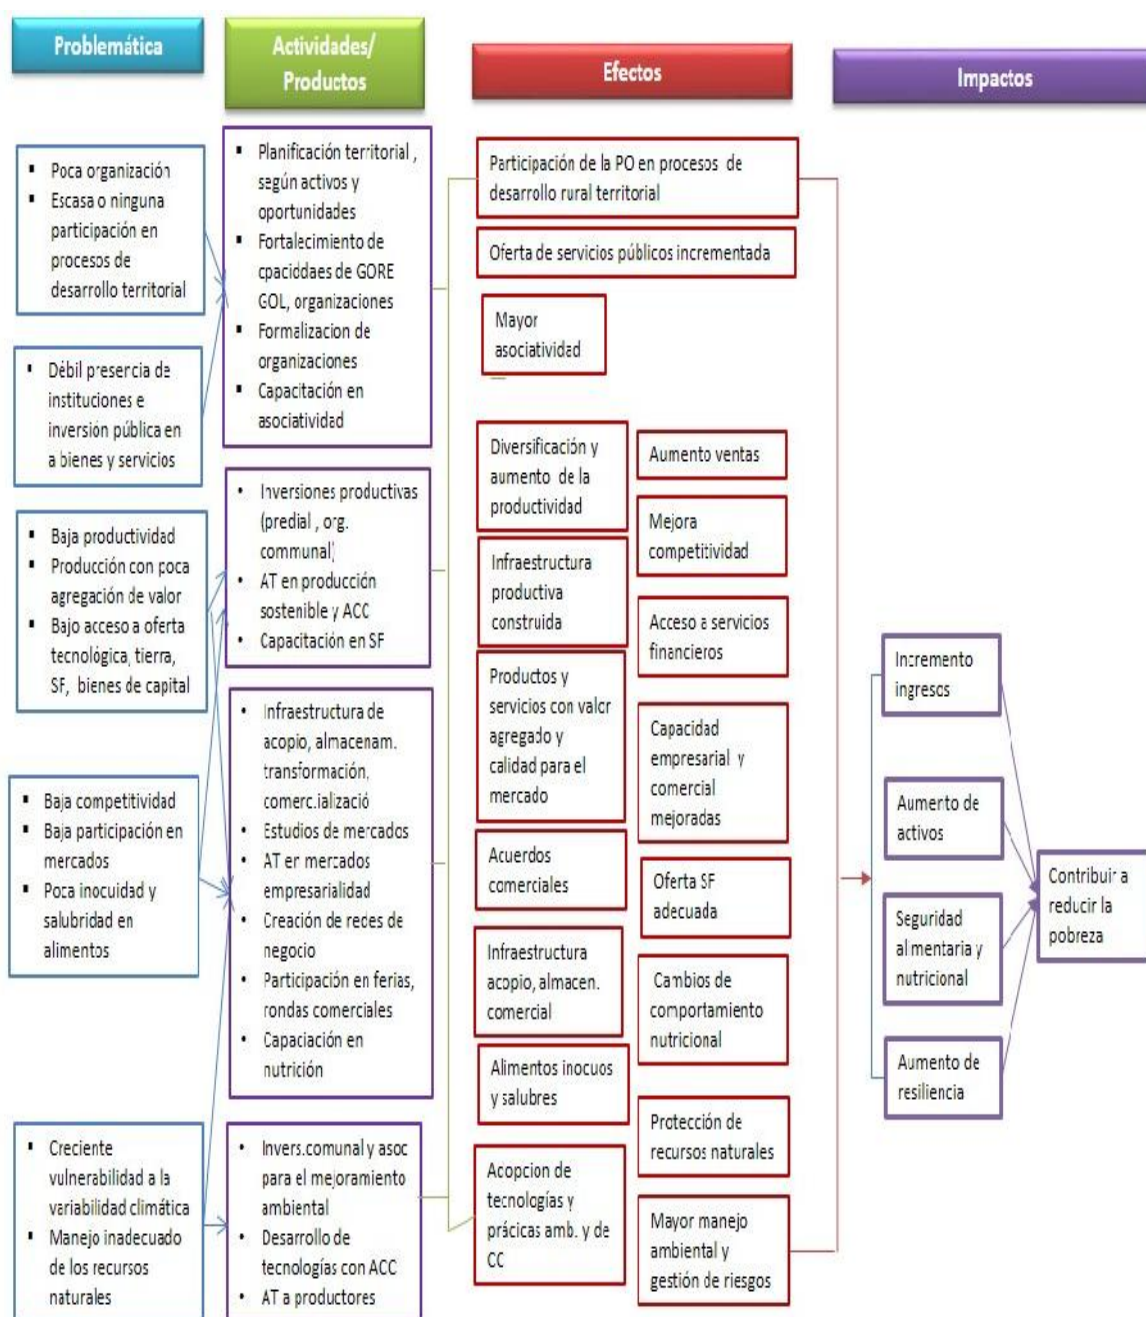 Problemática
Actividades/
Productos
Efectos
Impactos
▪ Poca organización
▪ Escasa o ninguna
participación en
procesos de
desarrollo territorial
▪ Débil presencia de
instituciones e
inversión pública en
a bienes y servicios
▪ Baja productividad
▪ Producción con poca
agregación de valor
▪ Bajo acceso a oferta
tecnológica, tierra,
SF, bienes de capital
▪ Baja competitividad
▪ Baja participación en
mercados
▪ Poca inocuidad y
salubridad en
alimentos
▪ Creciente
vulnerabilidad a la
variabilidad climática
▪ Manejo inadecuado
de los recursos
naturales
▪ Planificación territorial ,
según activos y
oportunidades
▪ Fortalecimiento de
cpaciddaes de GORE
GOL, organizaciones
▪ Formalizacion de
organizaciones
▪ Capacitación en
asociatividad
• Inversiones productivas
(predial , org.
communal)
• AT en producción
sostenible y ACC
• Capacitación en SF
• Infraestructura de
acopio, almacenam.
transformación.
comerc.ializació
• Estudios de mercados
• AT en mercados
empresarialidad
• Creación de redes de
negocio
• Participación en ferias,
rondas comerciales
• Capaciación en
nutrición
• Invers.comunal y asoc
para el mejoramiento
ambiental
• Desarrollo de
tecnologías con ACC
• AT a productores
Participación de la PO en procesos de
desarrollo rural territorial
Oferta de servicios públicos incrementada
Mayor
asociatividad
Diversificación y
aumento de la
productividad
Infraestructura
productiva
construida
Productos y
servicios con valor
agregado y
calidad para el
mercado
Acuerdos
comerciales
Infraestructura
acopio, almacen.
comercial
Alimentos inocuos
y salubres
Acopcion de
tecnologías y
prácicas amb. y de
CC
Aumento ventas
Mejora
competitividad
Acceso a servicios
financieros
Capacidad
empresarial y
comercial
mejoradas
Oferta SF
adecuada
Cambios de
comportamiento
nutricional
Protección de
recursos naturales
Mayor manejo
ambiental y
gestión de riesgos
Incremento
ingresos
Aumento de
activos
Seguridad
alimentaria y
nutricional
Aumento de
resiliencia
Contribuir a
reducir la
pobreza